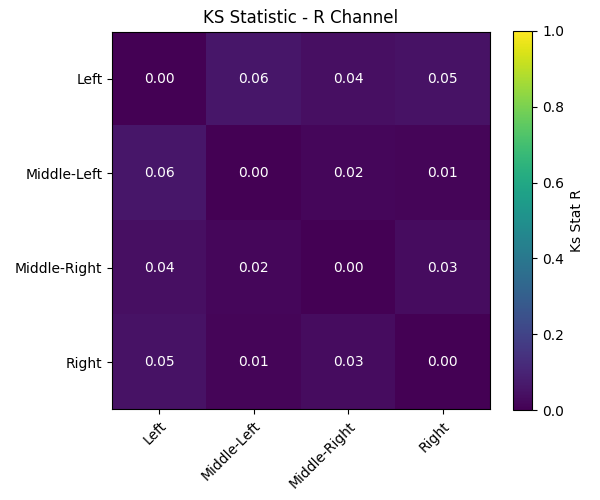 KS Statistic - R Channel
Left 0.00 0.06 0.04 0.05
Middle-Left 0.06 0.00 0.02 0.01
Middle-Right 0.04 0.02 0.00 0.03
Right 0.05 0.01 0.03 0.00
Left Middle-Left Middle-Right Right
1.0
0.8
0.6
0.4
0.2
0.0
Ks Stat R